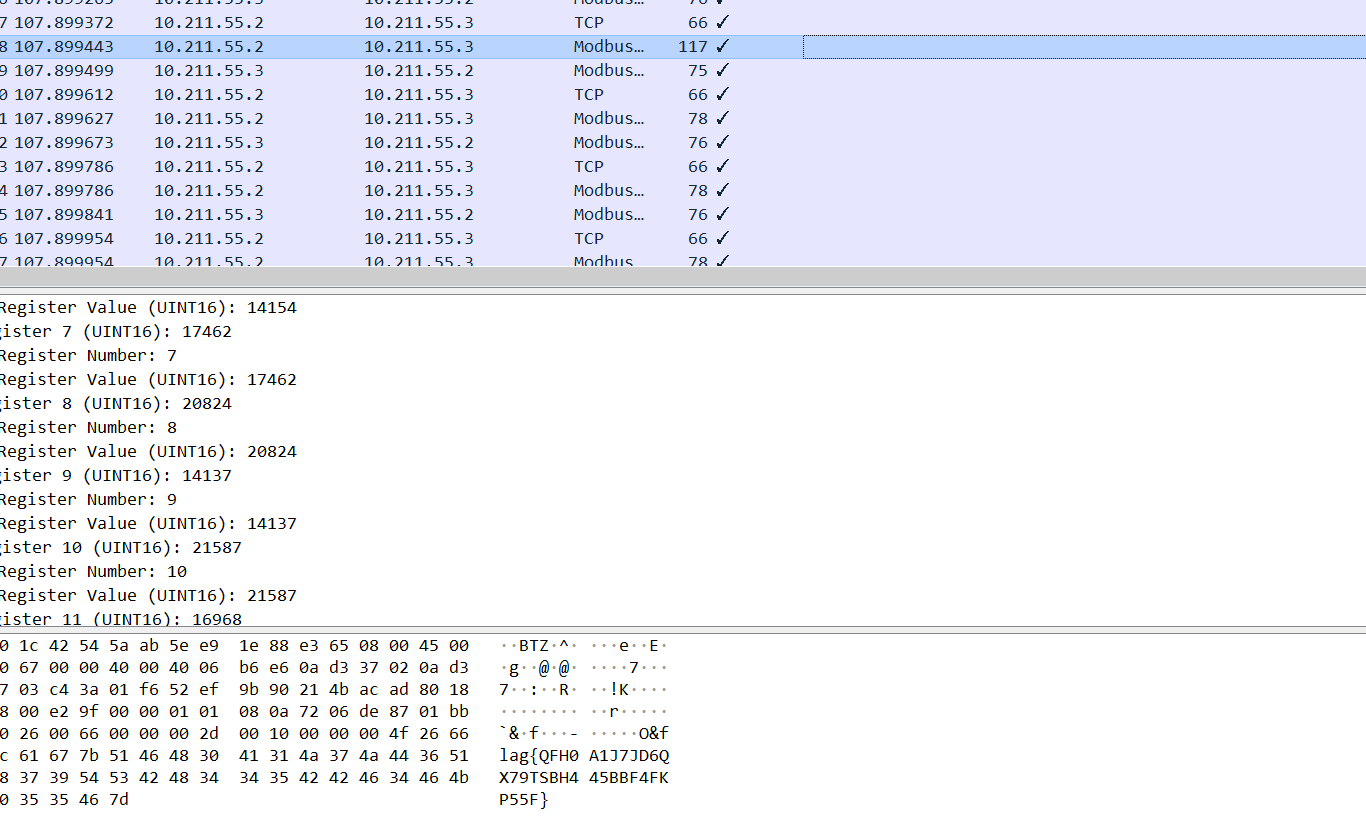 107.899372 10.211.55.2 10.211.55.3 TCP 66 ✓
8 107.899443 10.211.55.2 10.211.55.3 Modbus… 117 ✓
9 107.899499 10.211.55.3 10.211.55.2 Modbus… 75 ✓
0 107.899612 10.211.55.2 10.211.55.3 TCP 66 ✓
1 107.899627 10.211.55.2 10.211.55.3 Modbus… 78 ✓
2 107.899673 10.211.55.3 10.211.55.2 Modbus… 76 ✓
3 107.899786 10.211.55.2 10.211.55.3 TCP 66 ✓
4 107.899786 10.211.55.2 10.211.55.3 Modbus… 78 ✓
5 107.899841 10.211.55.3 10.211.55.2 Modbus… 76 ✓
6 107.899954 10.211.55.2 10.211.55.3 TCP 66 ✓
7 107.899954 10.211.55.2 10.211.55.3 Modbus 78 ✓
Register Value (UINT16): 14154
gister 7 (UINT16): 17462
Register Number: 7
Register Value (UINT16): 17462
gister 8 (UINT16): 20824
Register Number: 8
Register Value (UINT16): 20824
gister 9 (UINT16): 14137
Register Number: 9
Register Value (UINT16): 14137
gister 10 (UINT16): 21587
Register Number: 10
Register Value (UINT16): 21587
gister 11 (UINT16): 16968
0 1c 42 54 5a ab 5e e9 1e 88 e3 65 08 00 45 00 ··BTZ·^· ···e··E·
0 67 00 00 40 00 40 06 b6 e6 0a d3 37 02 0a d3 ·g··@·@· ····7···
7 03 c4 3a 01 f6 52 ef 9b 90 21 4b ac ad 80 18 7··:··R· ··!K····
8 00 e2 9f 00 00 01 01 08 0a 72 06 de 87 01 bb ········ ··r·····
0 26 00 66 00 00 00 2d 00 10 00 00 00 4f 26 66 `&·f···- ·····O&f
c 61 67 7b 51 46 48 30 41 31 4a 37 4a 44 36 51 lag{QFH0 A1J7JD6Q
8 37 39 54 53 42 48 34 34 35 42 42 46 34 46 4b X79TSBH4 45BBF4FK
0 35 35 46 7d P55F}